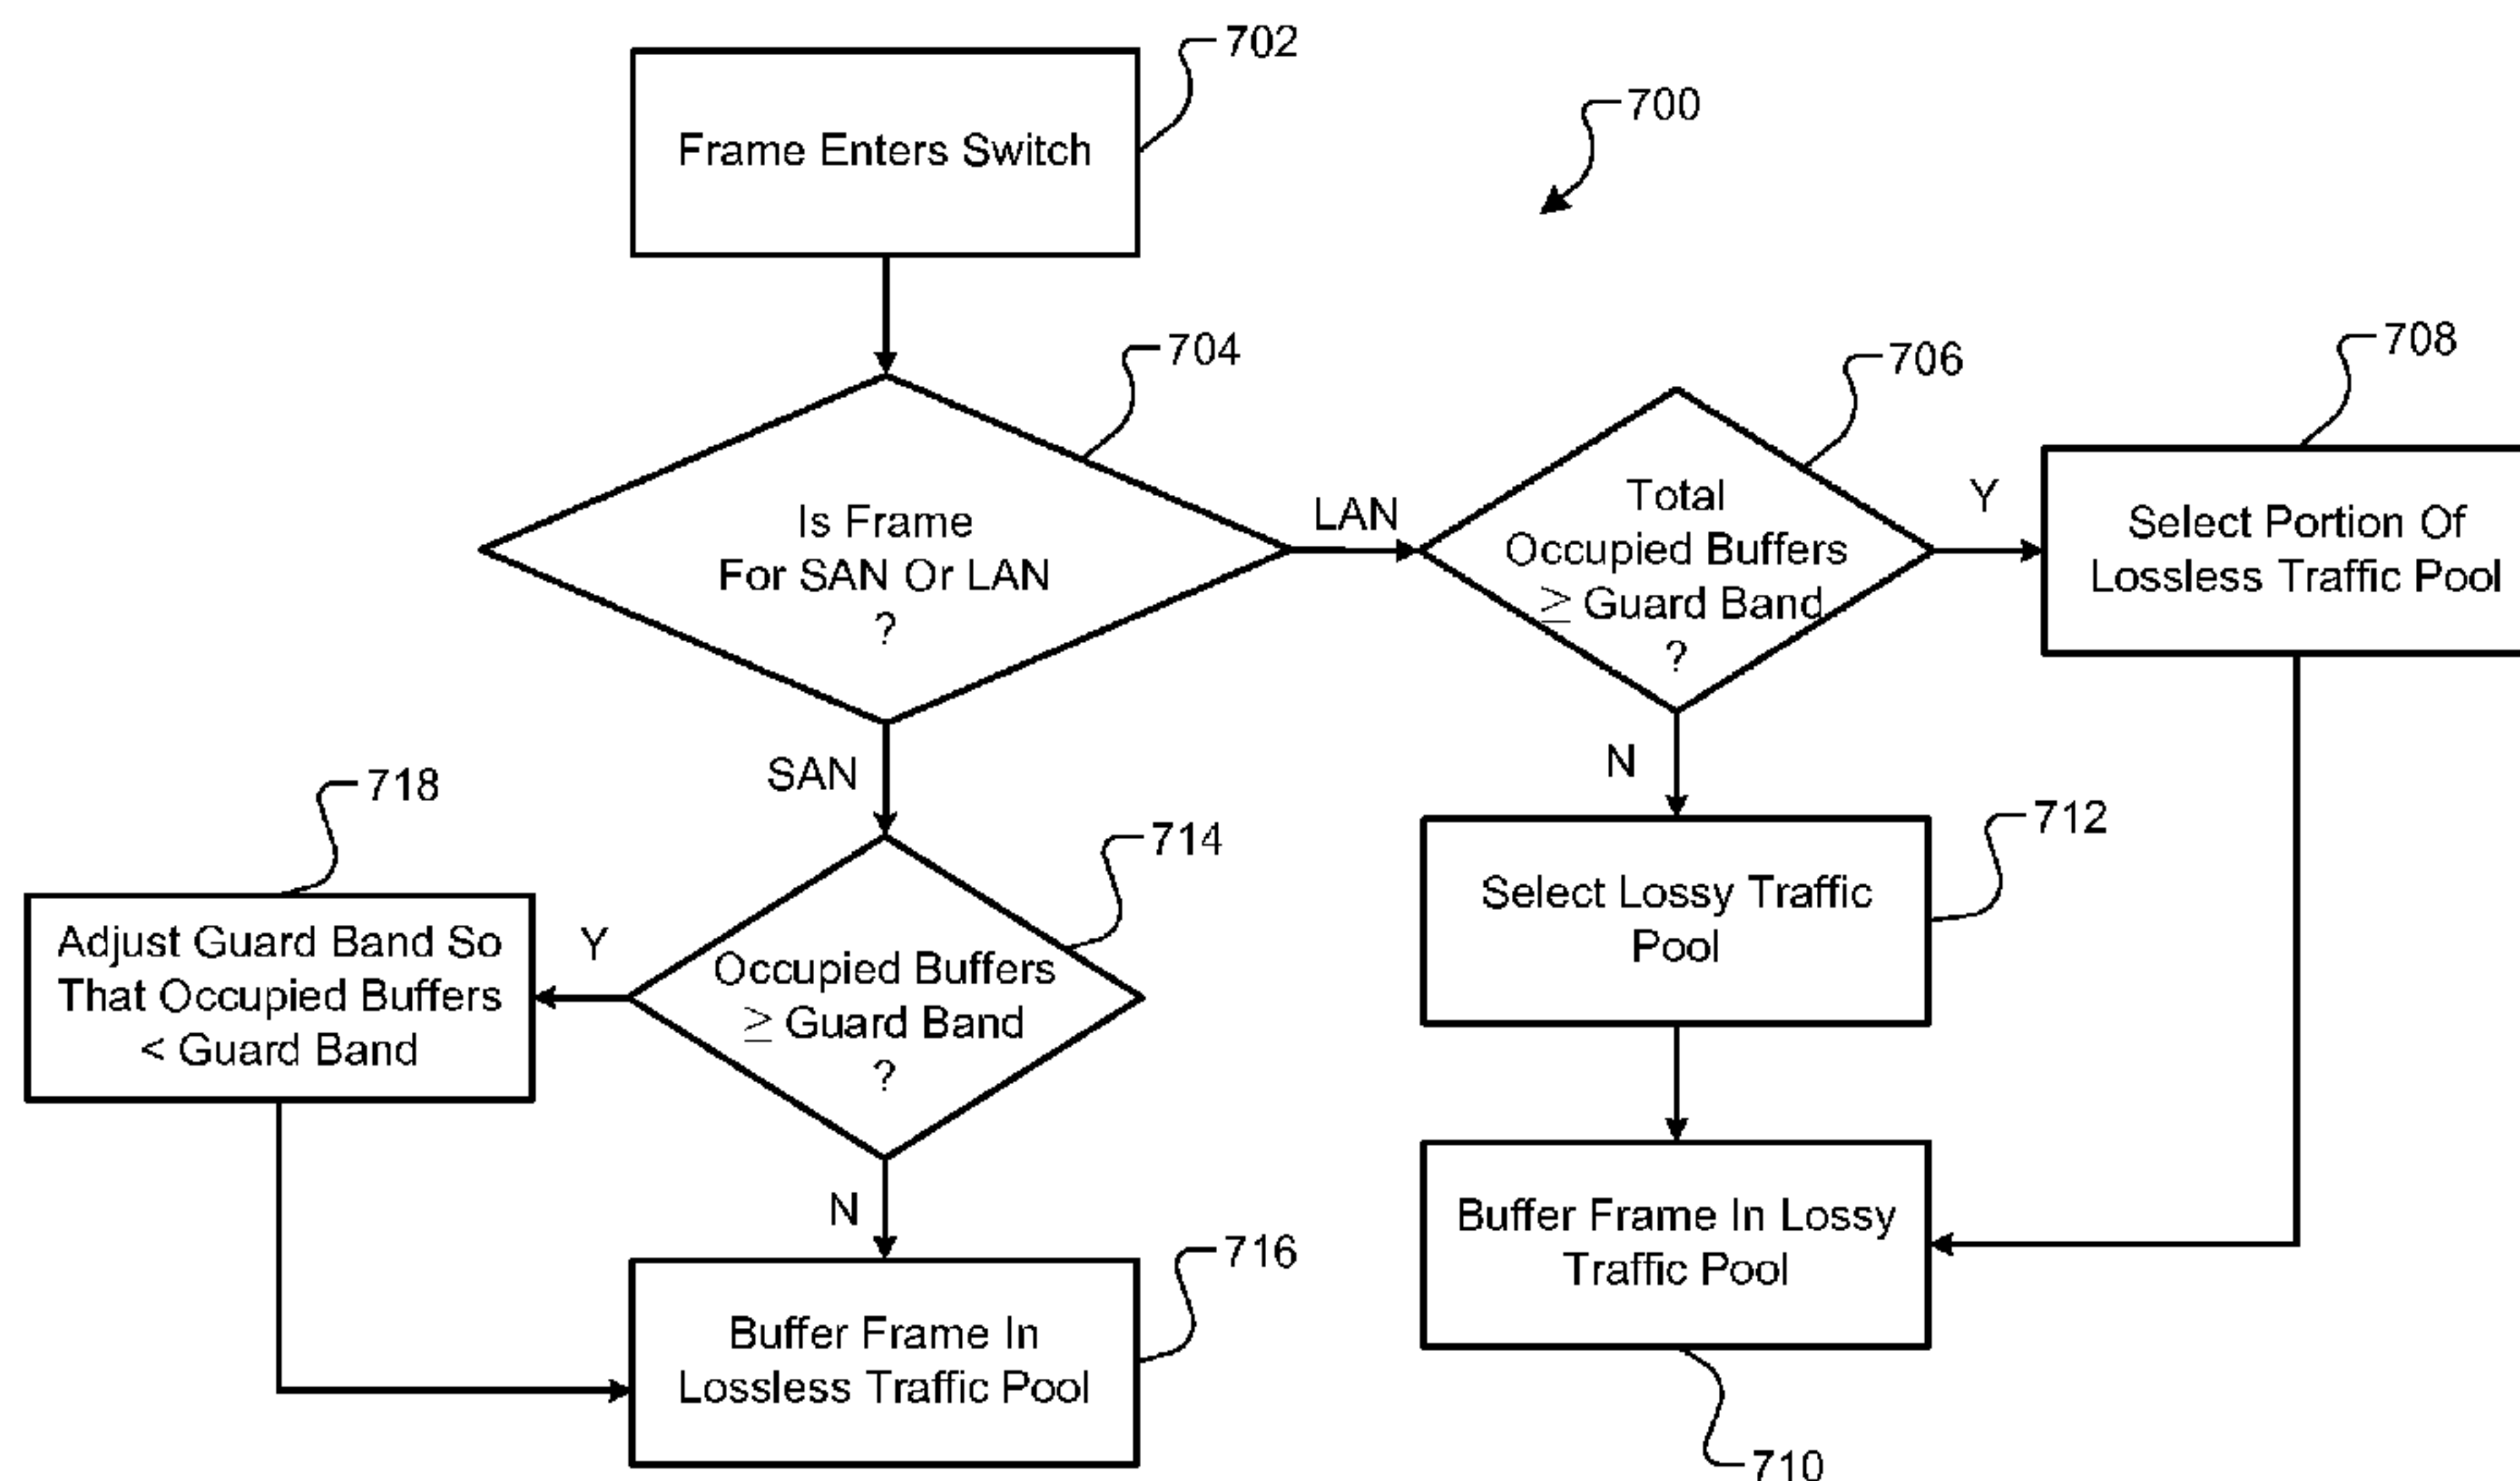 702
Frame Enters Switch
700
704
Is Frame
For SAN Or LAN
?
LAN
706
Total
Occupied Buffers
≥ Guard Band
?
Y
708
Select Portion Of
Lossless Traffic Pool
SAN
N
718
Adjust Guard Band So
That Occupied Buffers
< Guard Band
Y
714
Occupied Buffers
≥ Guard Band
?
712
Select Lossy Traffic
Pool
N
716
Buffer Frame In
Lossless Traffic Pool
Buffer Frame In Lossy
Traffic Pool
710